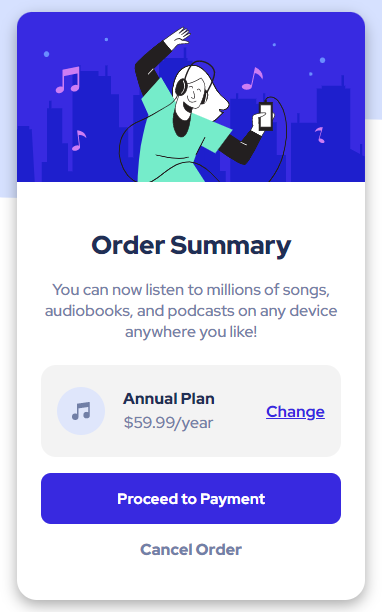 Order Summary
You can now listen to millions of songs,
audiobooks, and podcasts on any device
anywhere you like!
Annual Plan
$59.99/year
Change
Proceed to Payment
Cancel Order